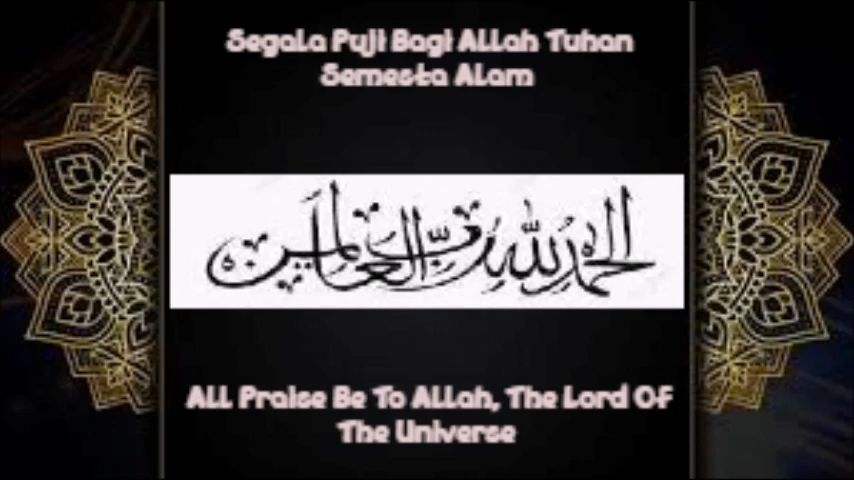 Segala Puji Bagi Allah Tuhan
Semesta Alam
الحمد لله رب العالمين
All Praise Be To Allah, The Lord Of
The Universe